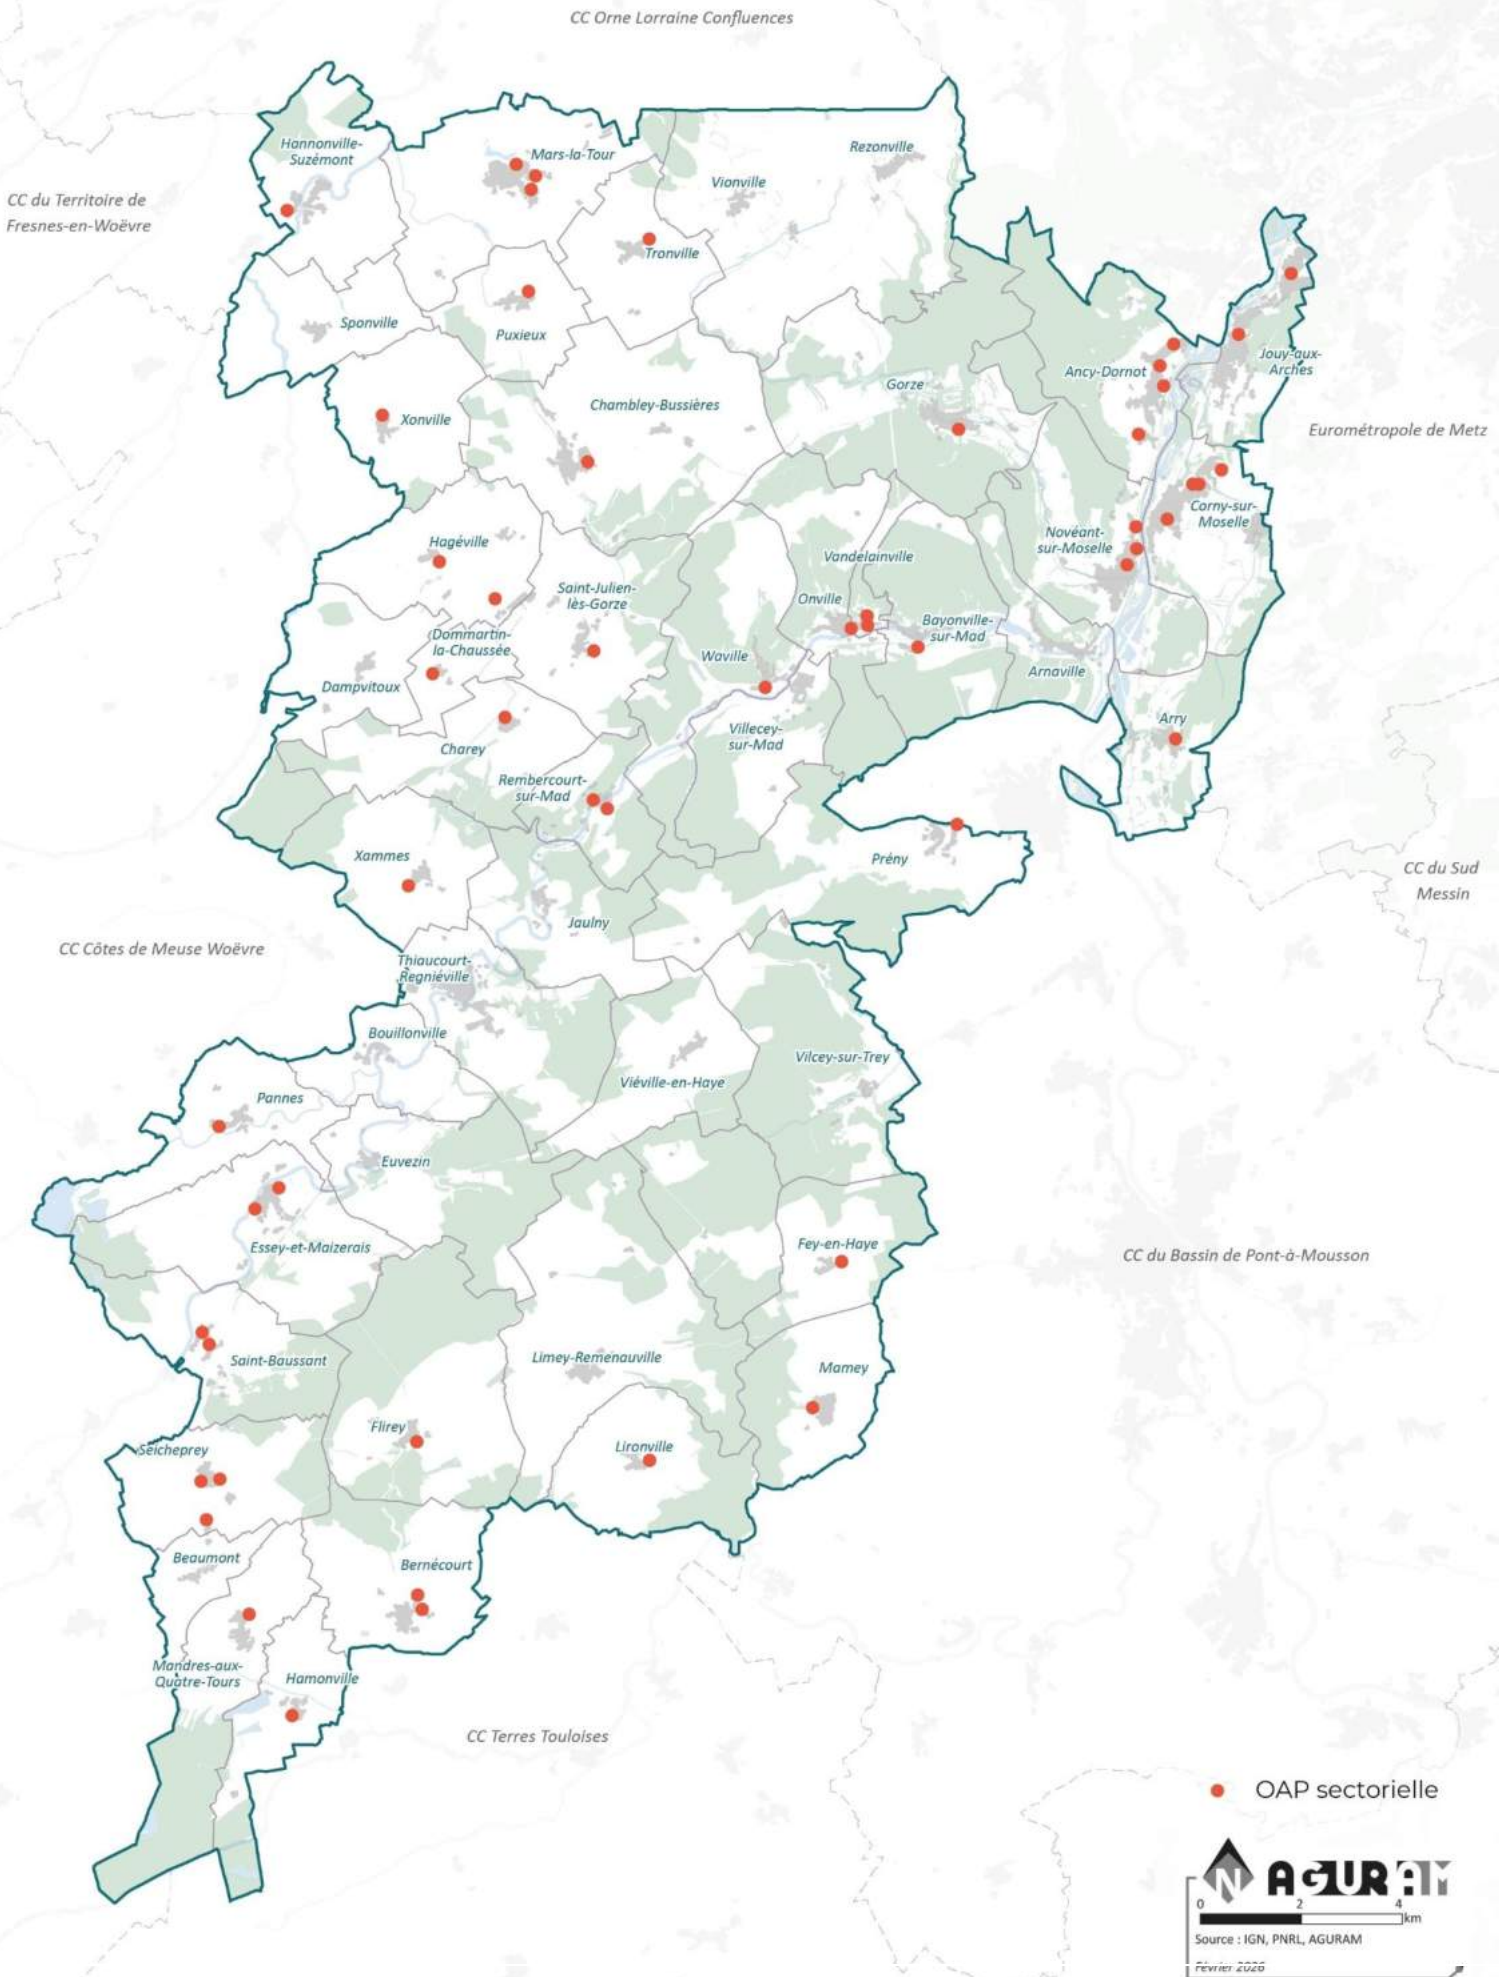 CC Orne Lorraine Confluences
Hannonville-
Suzémont
Mars-la-Tour
Rezonville
Vionville
CC du Territoire de
Fresnes-en-Woëvre
Tronville
Sponville
Puxieux
Jouy-aux-
Arches
Ancy-Dornot
Gorze
Chambley-Bussières
Xonville
Eurométropole de Metz
Corny-sur-
Moselle
Novéant-
sur-Moselle
Hagéville
Vandelainville
Saint-Julien-
lès-Gorze
Onville
Bayonville-
sur-Mad
Dommartin-
la-Chaussée
Waville
Arnaville
Dampvitoux
Arry
Villecey-
sur-Mad
Charey
Rembercourt-
sur-Mad
Xammes
Prény
CC du Sud
Messin
Jaulny
CC Côtes de Meuse Woëvre
Thiaucourt-
Regniéville
Bouillonville
Vilcey-sur-Trey
Viéville-en-Haye
Pannes
Euvezin
Fey-en-Haye
Essey-et-Maizerais
CC du Bassin de Pont-à-Mousson
Limey-Remenauville
Saint-Baussant
Mamey
Flirey
Lironville
Seicheprey
Beaumont
Bernécourt
Mandres-aux-
Quatre-Tours
Hamonville
CC Terres Touloises
OAP sectorielle
N AGURAM
0 2 4
km
Source : IGN, PNRL, AGURAM
Février 2026